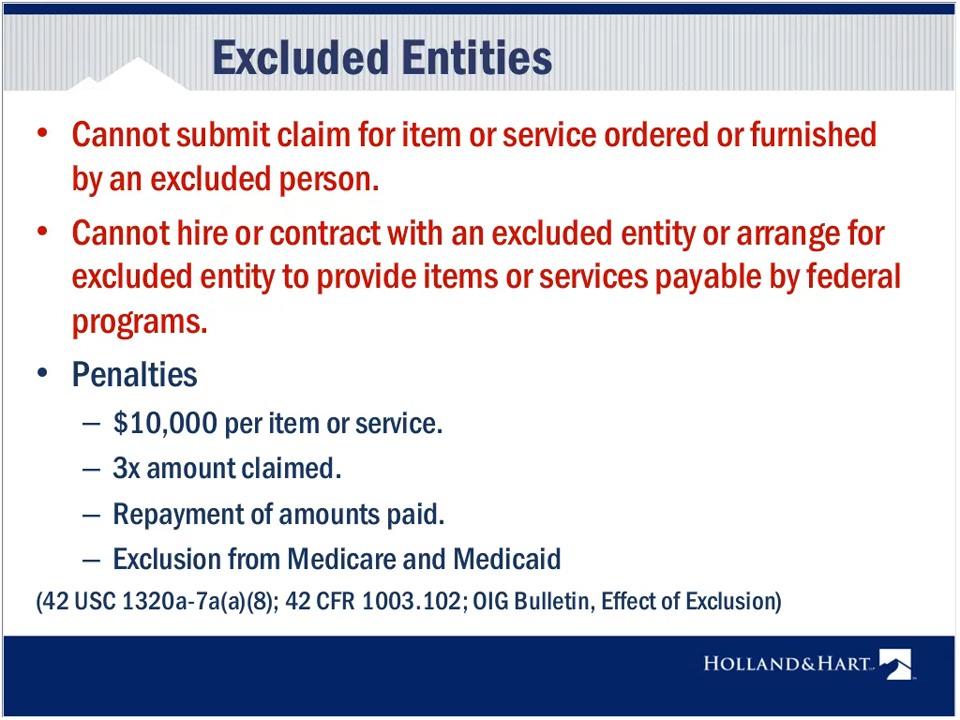 Excluded Entities
• Cannot submit claim for item or service ordered or furnished
by an excluded person.
• Cannot hire or contract with an excluded entity or arrange for
excluded entity to provide items or services payable by federal
programs.
• Penalties
– $10,000 per item or service.
– 3x amount claimed.
– Repayment of amounts paid.
– Exclusion from Medicare and Medicaid
(42 USC 1320a-7a(a)(8); 42 CFR 1003.102; OIG Bulletin, Effect of Exclusion)
HOLLAND&HART